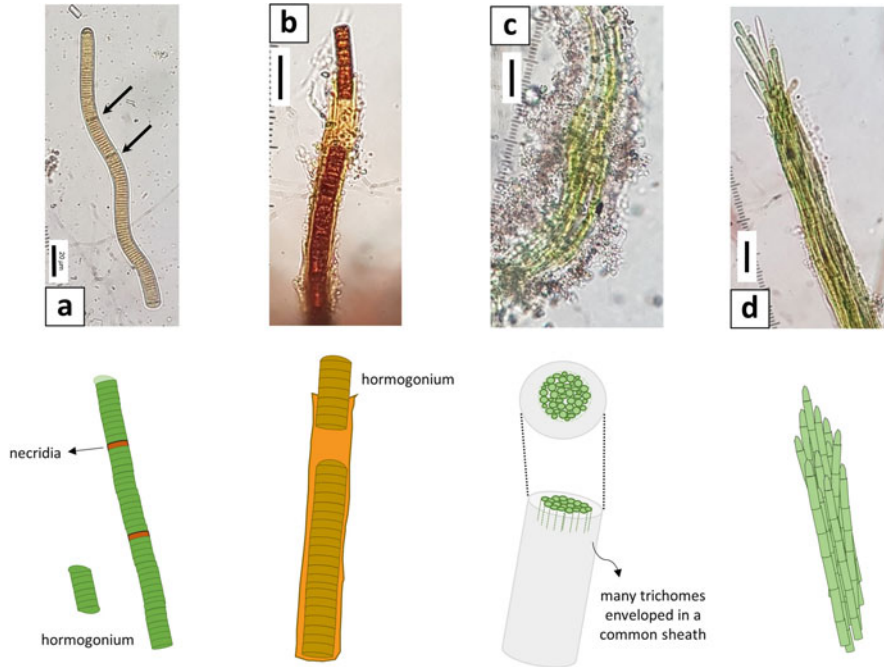 a
20 µm
b
c
d
necridia
hormogonium
hormogonium
many trichomes
enveloped in a
common sheath